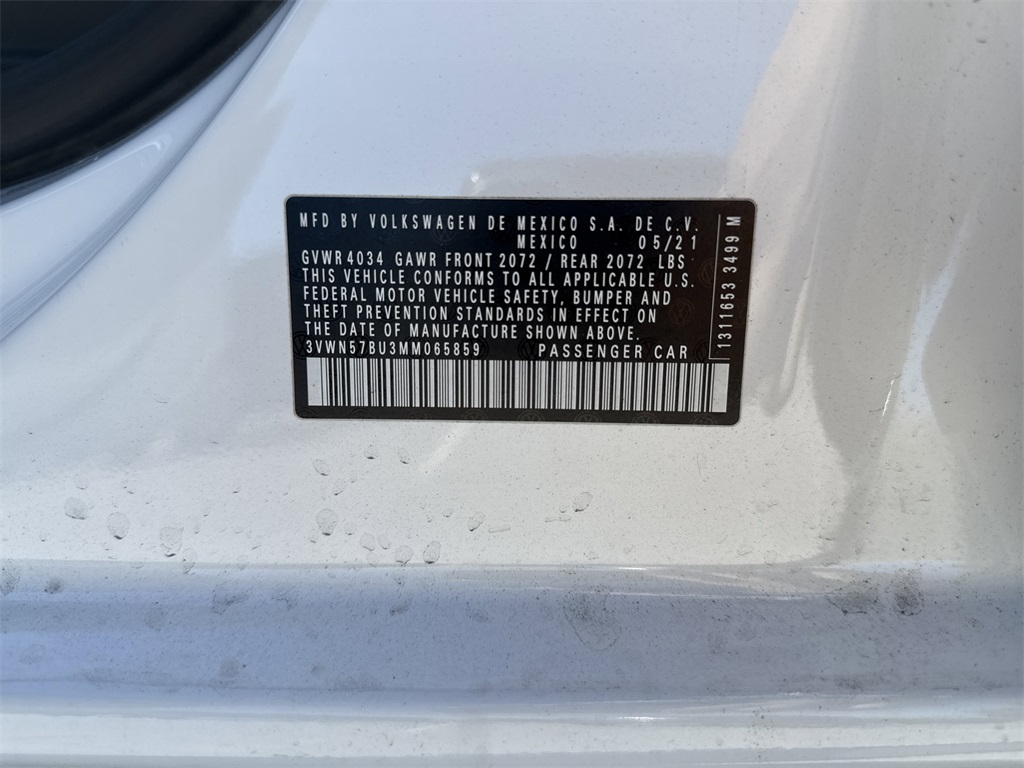 MFD BY VOLKSWAGEN DE MEXICO S.A. DE C.V.
MEXICO 05/21
GVWR 4034 GAWR FRONT 2072 / REAR 2072 LBS
THIS VEHICLE CONFORMS TO ALL APPLICABLE U.S.
FEDERAL MOTOR VEHICLE SAFETY, BUMPER AND
THEFT PREVENTION STANDARDS IN EFFECT ON
THE DATE OF MANUFACTURE SHOWN ABOVE.
3VWN57BU3MM065859 PASSENGER CAR
1311653 3499 M